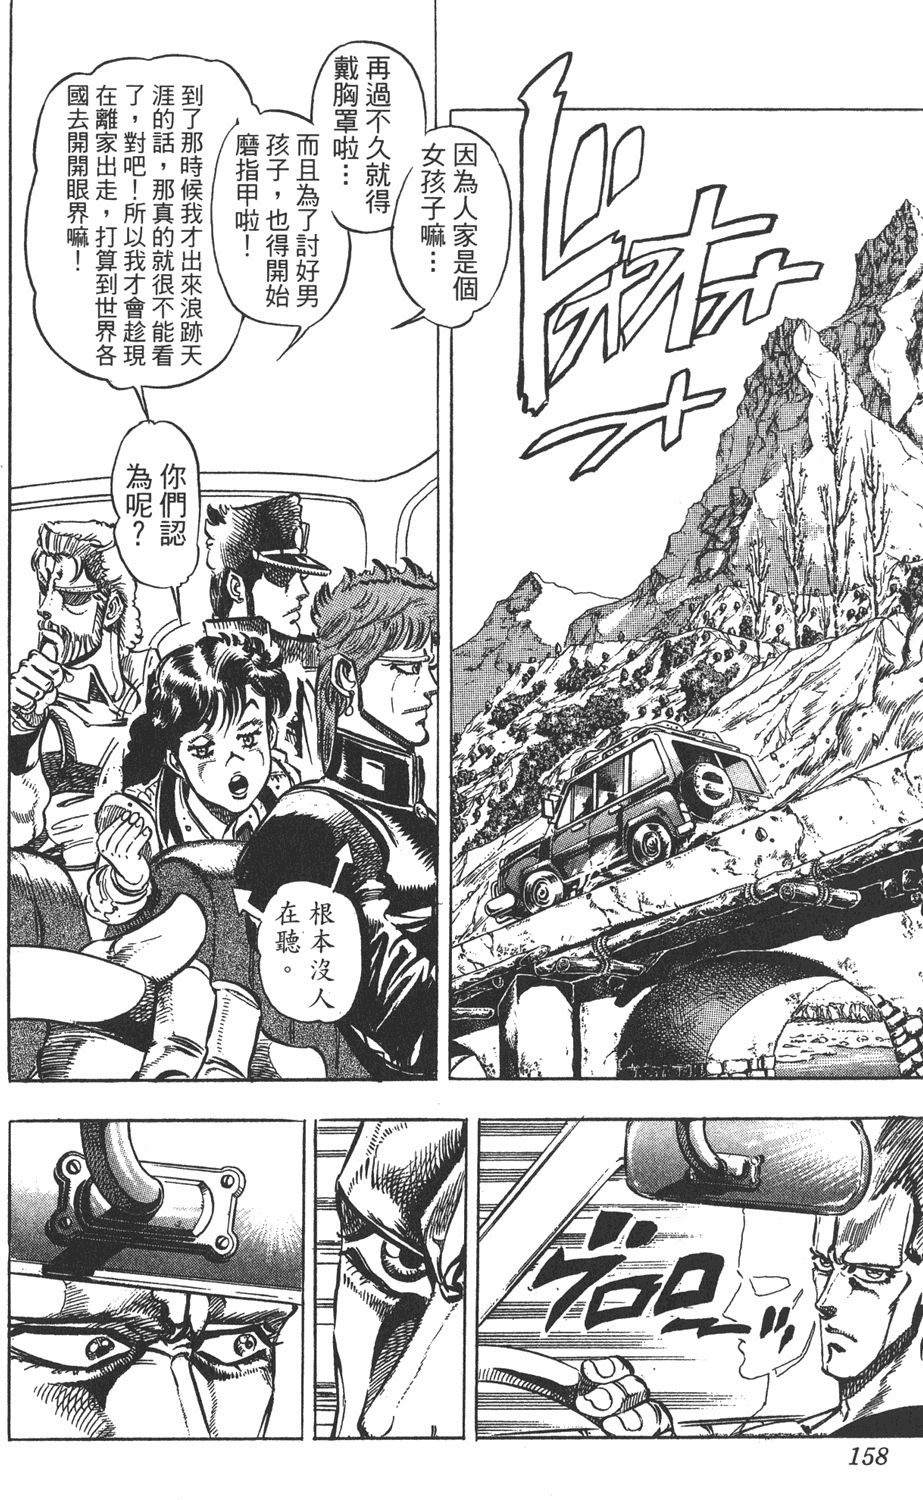 ドォオオオ
オー
因為人家是個
女孩子嘛…
再過不久就得
戴胸罩啦…
而且為了討好男
孩子，也得開始
磨指甲啦！
到了那時候我才出來浪跡天
涯的話，那真的就很不能看
了，對吧！所以我才會趁現
在離家出走，打算到世界各
國去開開眼界嘛！
你們認
為呢？
根本沒人
在聽。
ブロロー
158